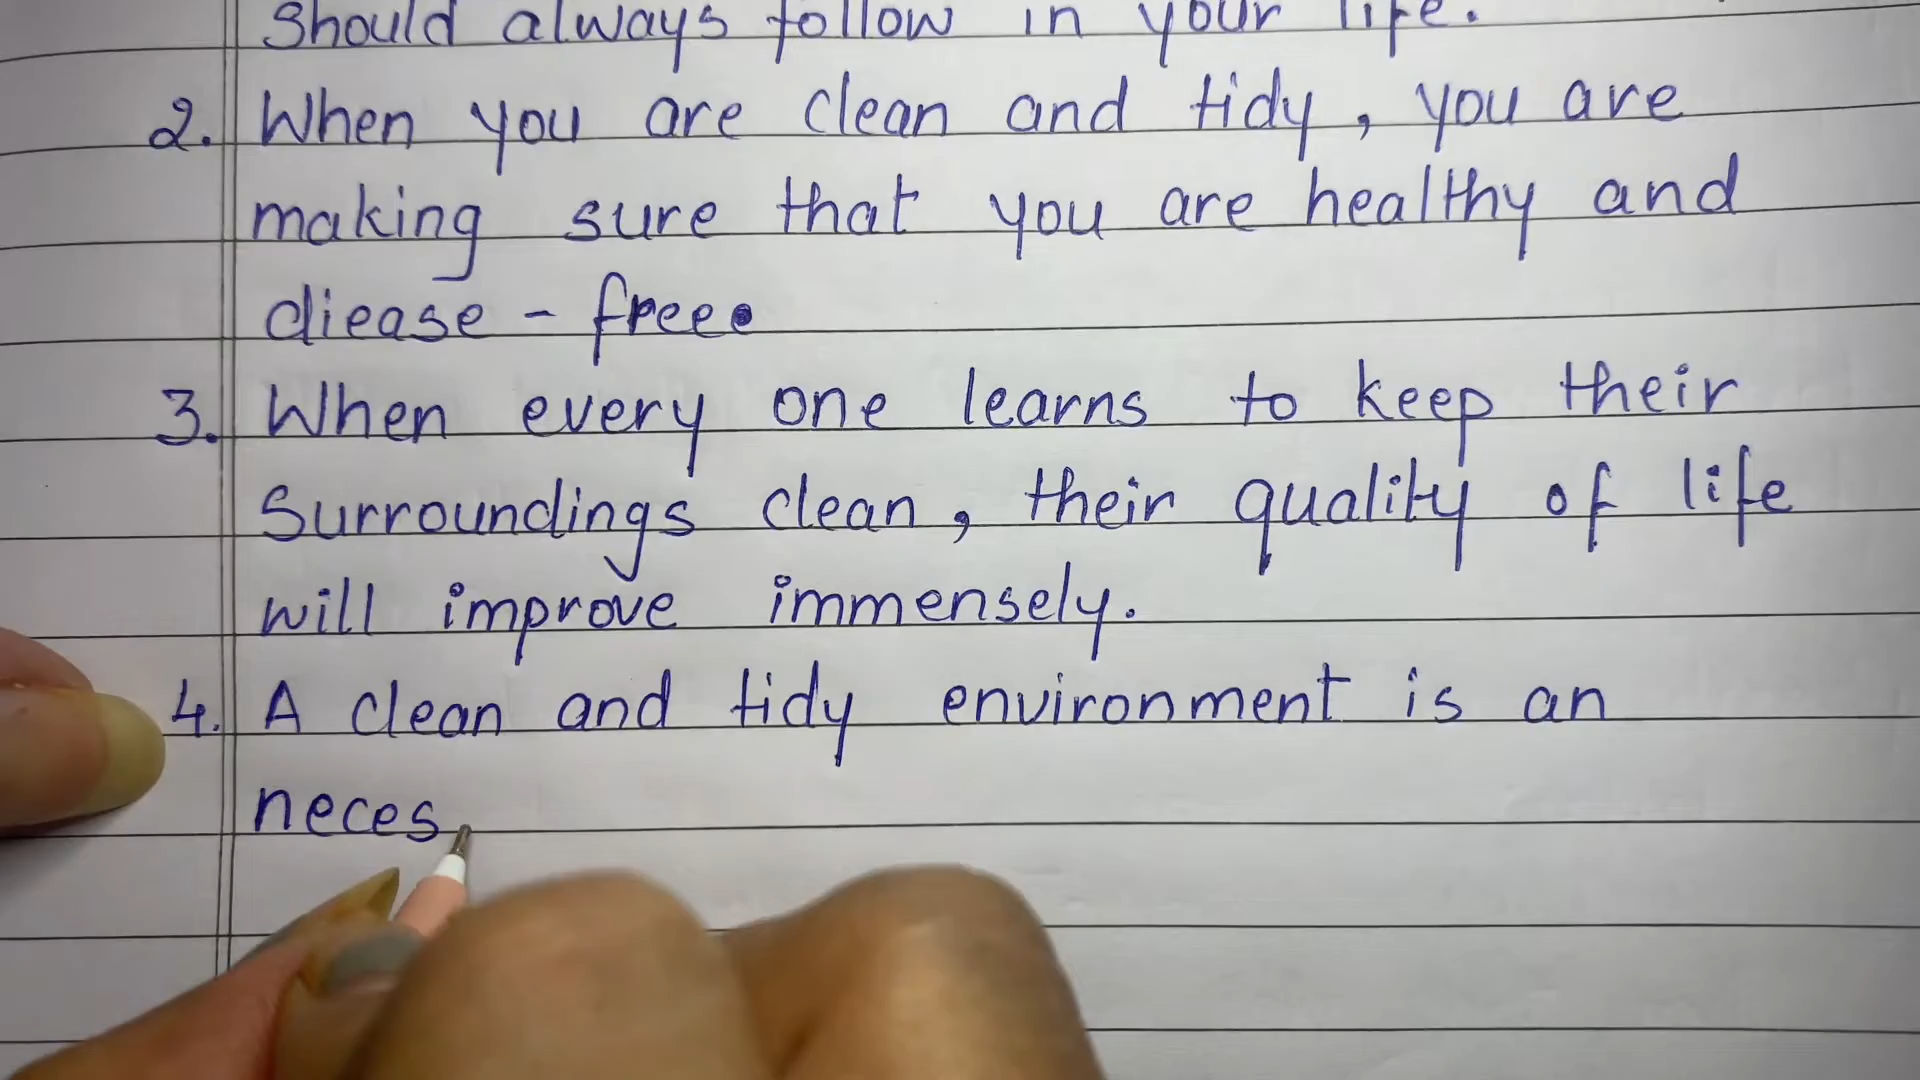 should always follow in your life.
2. When you are clean and tidy, you are
making sure that you are healthy and
diease - free.
3. When every one learns to keep their
surroundings clean, their quality of life
will improve immensely.
4. A clean and tidy environment is an
neces